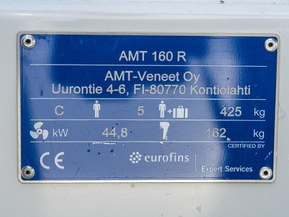 AMT 160 R
AMT-Veneet Oy
Uurontie 4-6, FI-80770 Kontiolahti
C 5 + 425 kg
kW 44,8 162 kg
CERTIFIED BY
CE eurofins Expert Services